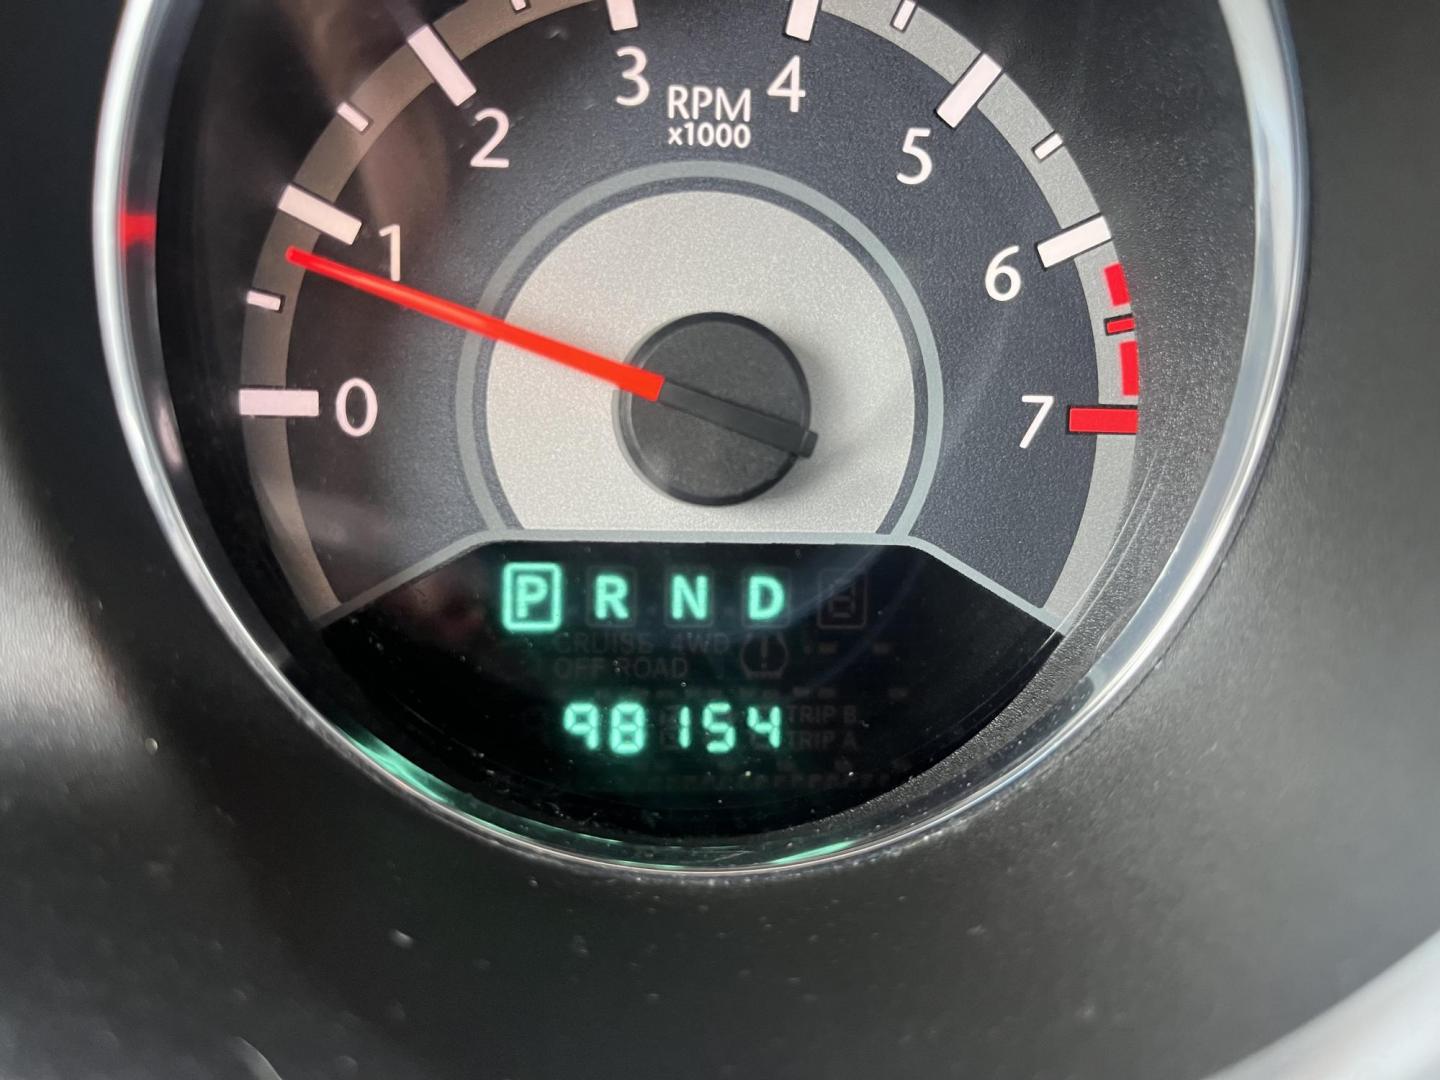 0
1
2
3
4
5
6
7
RPM
x1000
P R N D E
CRUISE 4WD
OFF ROAD
98154
TRIP B
TRIP A